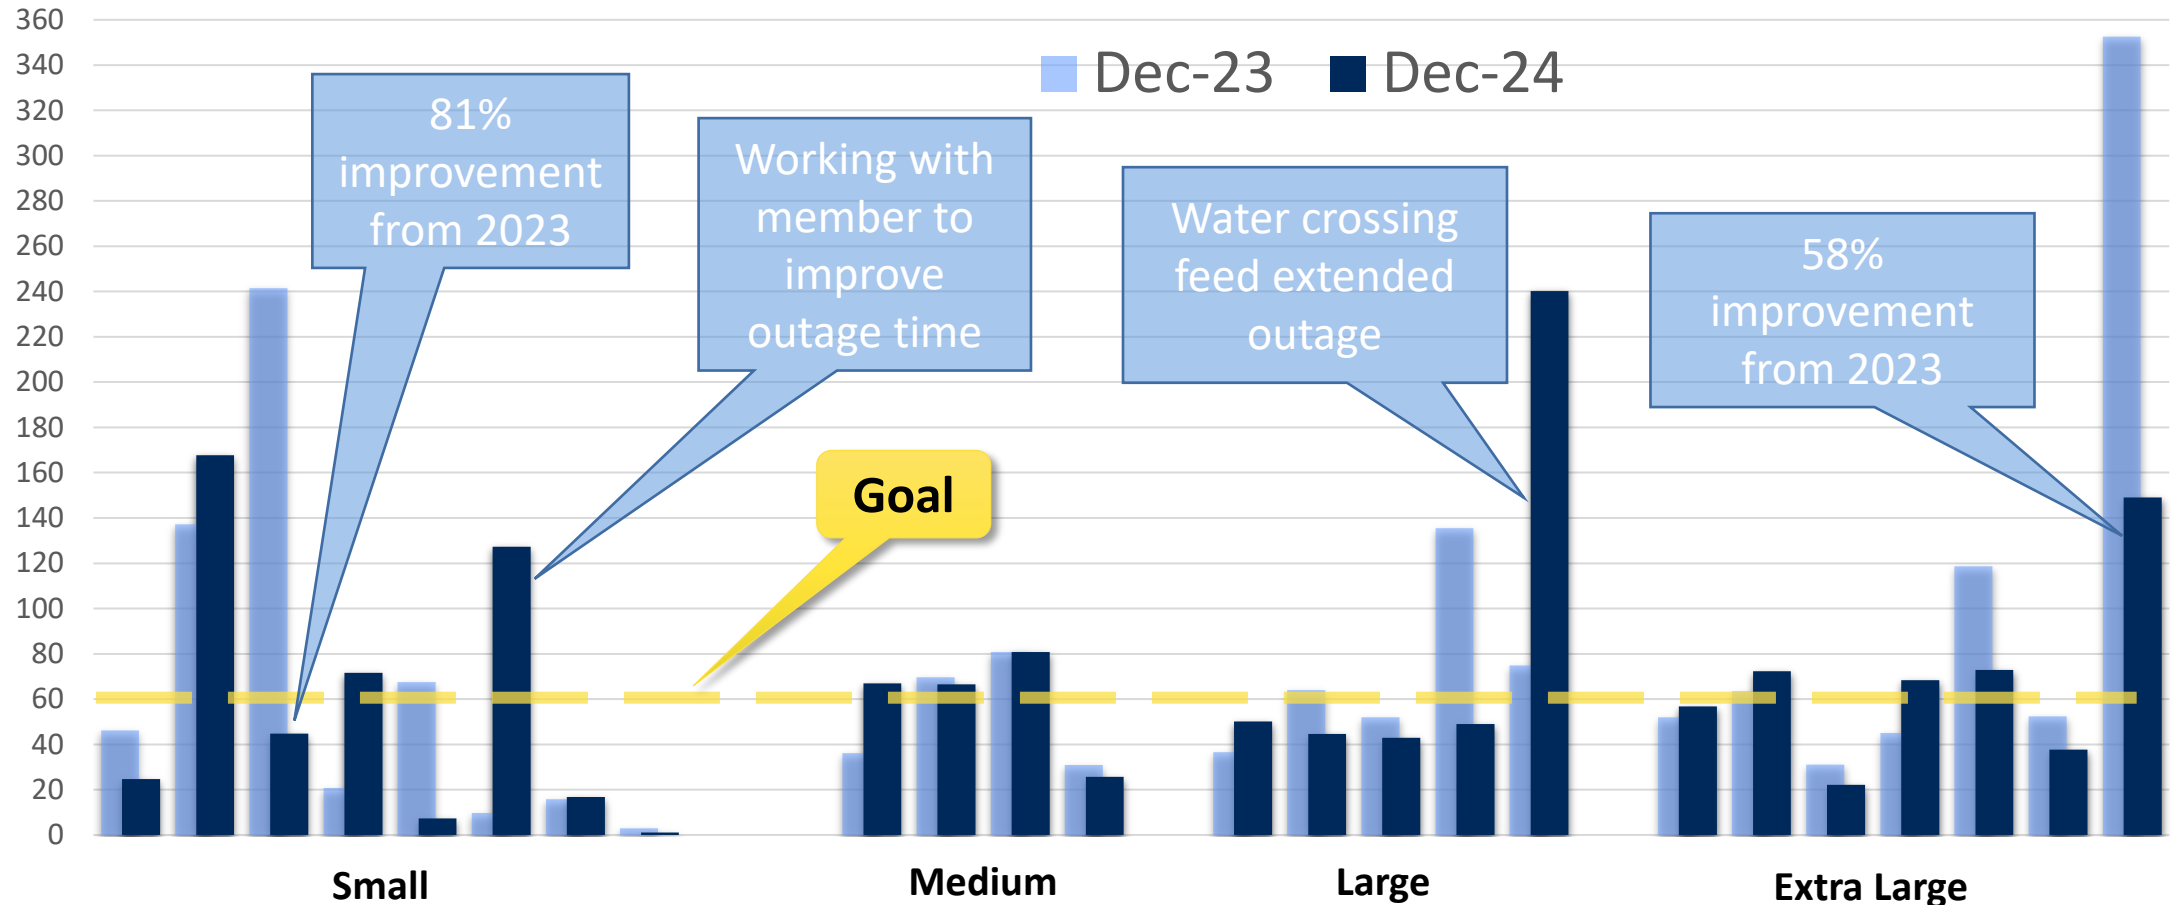 360
340
320
300
280
260
240
220
200
180
160
140
120
100
80
60
40
20
0
Dec-23 Dec-24
81%
improvement
from 2023
Working with
member to
improve
outage time
Water crossing
feed extended
outage
58%
improvement
from 2023
Goal
Small Medium Large Extra Large